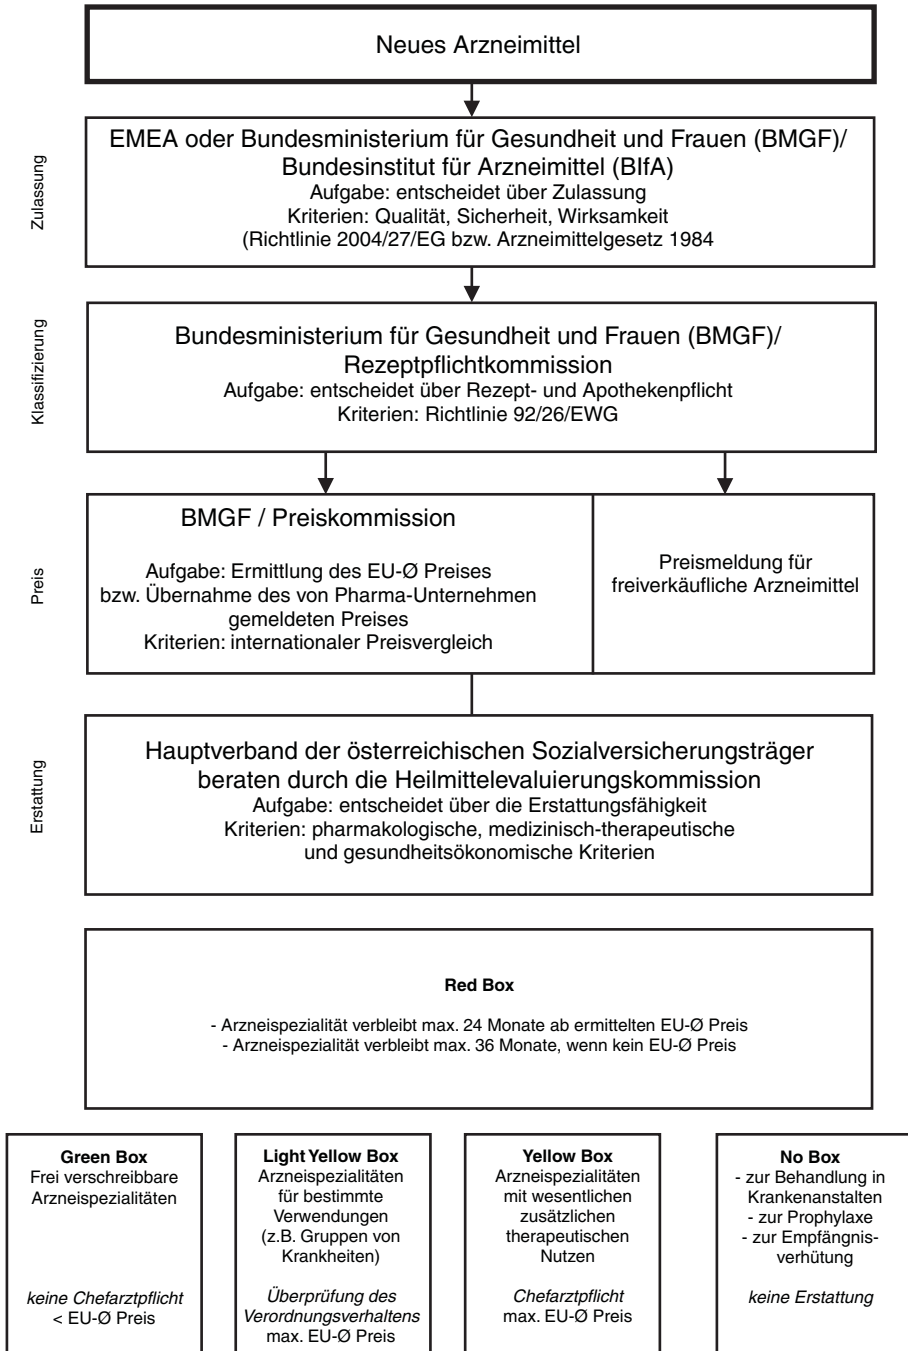 Neues Arzneimittel
Zulassung
EMEA oder Bundesministerium für Gesundheit und Frauen (BMGF)/
Bundesinstitut für Arzneimittel (BIfA)
Aufgabe: entscheidet über Zulassung
Kriterien: Qualität, Sicherheit, Wirksamkeit
(Richtlinie 2004/27/EG bzw. Arzneimittelgesetz 1984
Klassifizierung
Bundesministerium für Gesundheit und Frauen (BMGF)/
Rezeptpflichtkommission
Aufgabe: entscheidet über Rezept- und Apothekenpflicht
Kriterien: Richtlinie 92/26/EWG
Preis
BMGF / Preiskommission
Aufgabe: Ermittlung des EU-Ø Preises
bzw. Übernahme des von Pharma-Unternehmen
gemeldeten Preises
Kriterien: internationaler Preisvergleich
Preismeldung für
freiverkäufliche Arzneimittel
Erstattung
Hauptverband der österreichischen Sozialversicherungsträger
beraten durch die Heilmittelevaluierungskommission
Aufgabe: entscheidet über die Erstattungsfähigkeit
Kriterien: pharmakologische, medizinisch-therapeutische
und gesundheitsökonomische Kriterien
Red Box
- Arzneispezialität verbleibt max. 24 Monate ab ermittelten EU-Ø Preis
- Arzneispezialität verbleibt max. 36 Monate, wenn kein EU-Ø Preis
Green Box
Frei verschreibbare
Arzneispezialitäten
keine Chefarztpflicht
< EU-Ø Preis
Light Yellow Box
Arzneispezialitäten
für bestimmte
Verwendungen
(z.B. Gruppen von
Krankheiten)
Überprüfung des
Verordnungsverhaltens
max. EU-Ø Preis
Yellow Box
Arzneispezialitäten
mit wesentlichen
zusätzlichen
therapeutischen
Nutzen
Chefarztpflicht
max. EU-Ø Preis
No Box
- zur Behandlung in
Krankenanstalten
- zur Prophylaxe
- zur Empfängnis-
verhütung
keine Erstattung